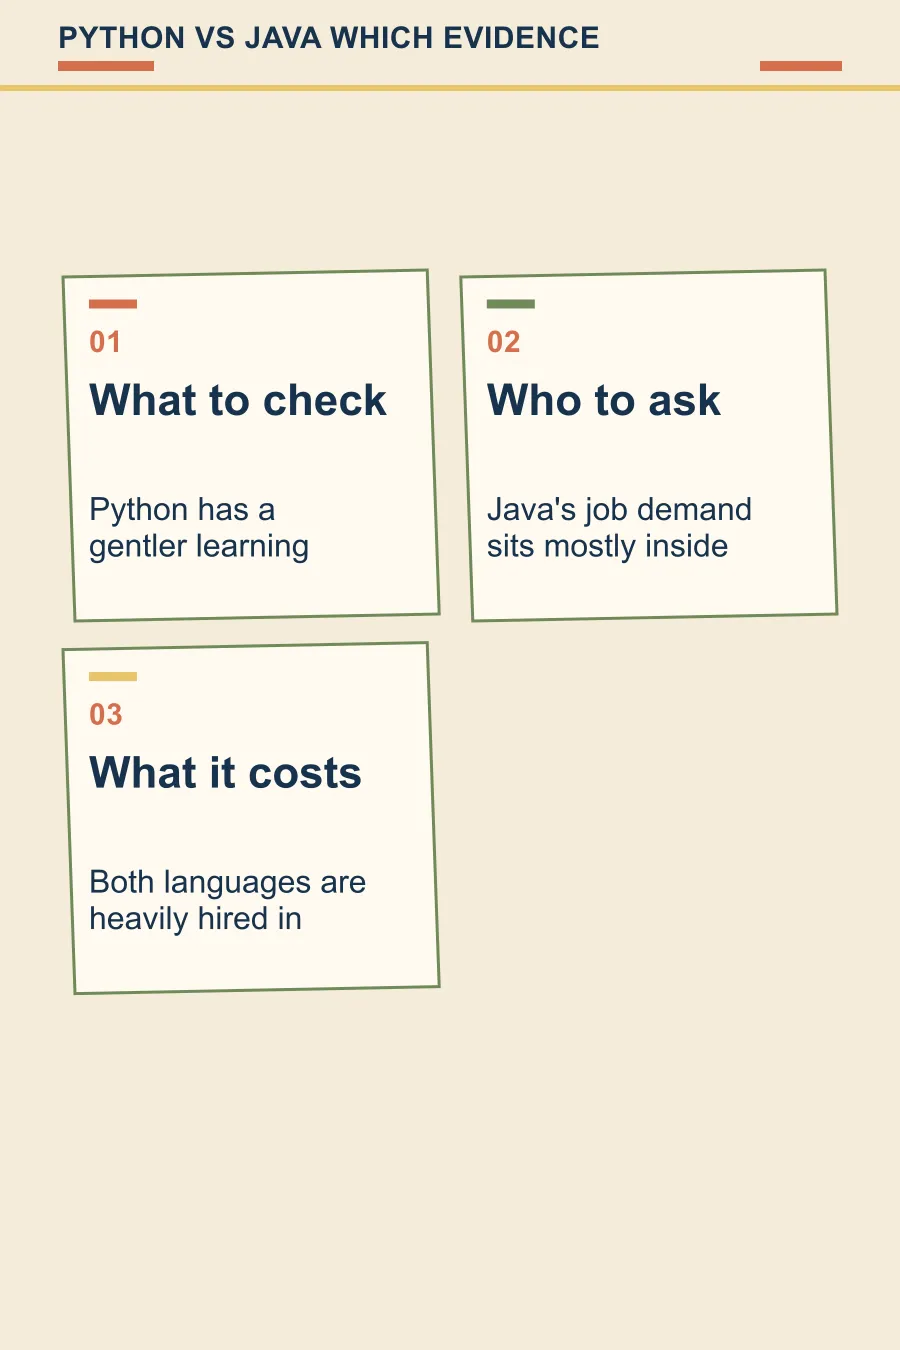 PYTHON VS JAVA WHICH EVIDENCE
01
What to check
Python has a
gentler learning
02
Who to ask
Java's job demand
sits mostly inside
03
What it costs
Both languages are
heavily hired in